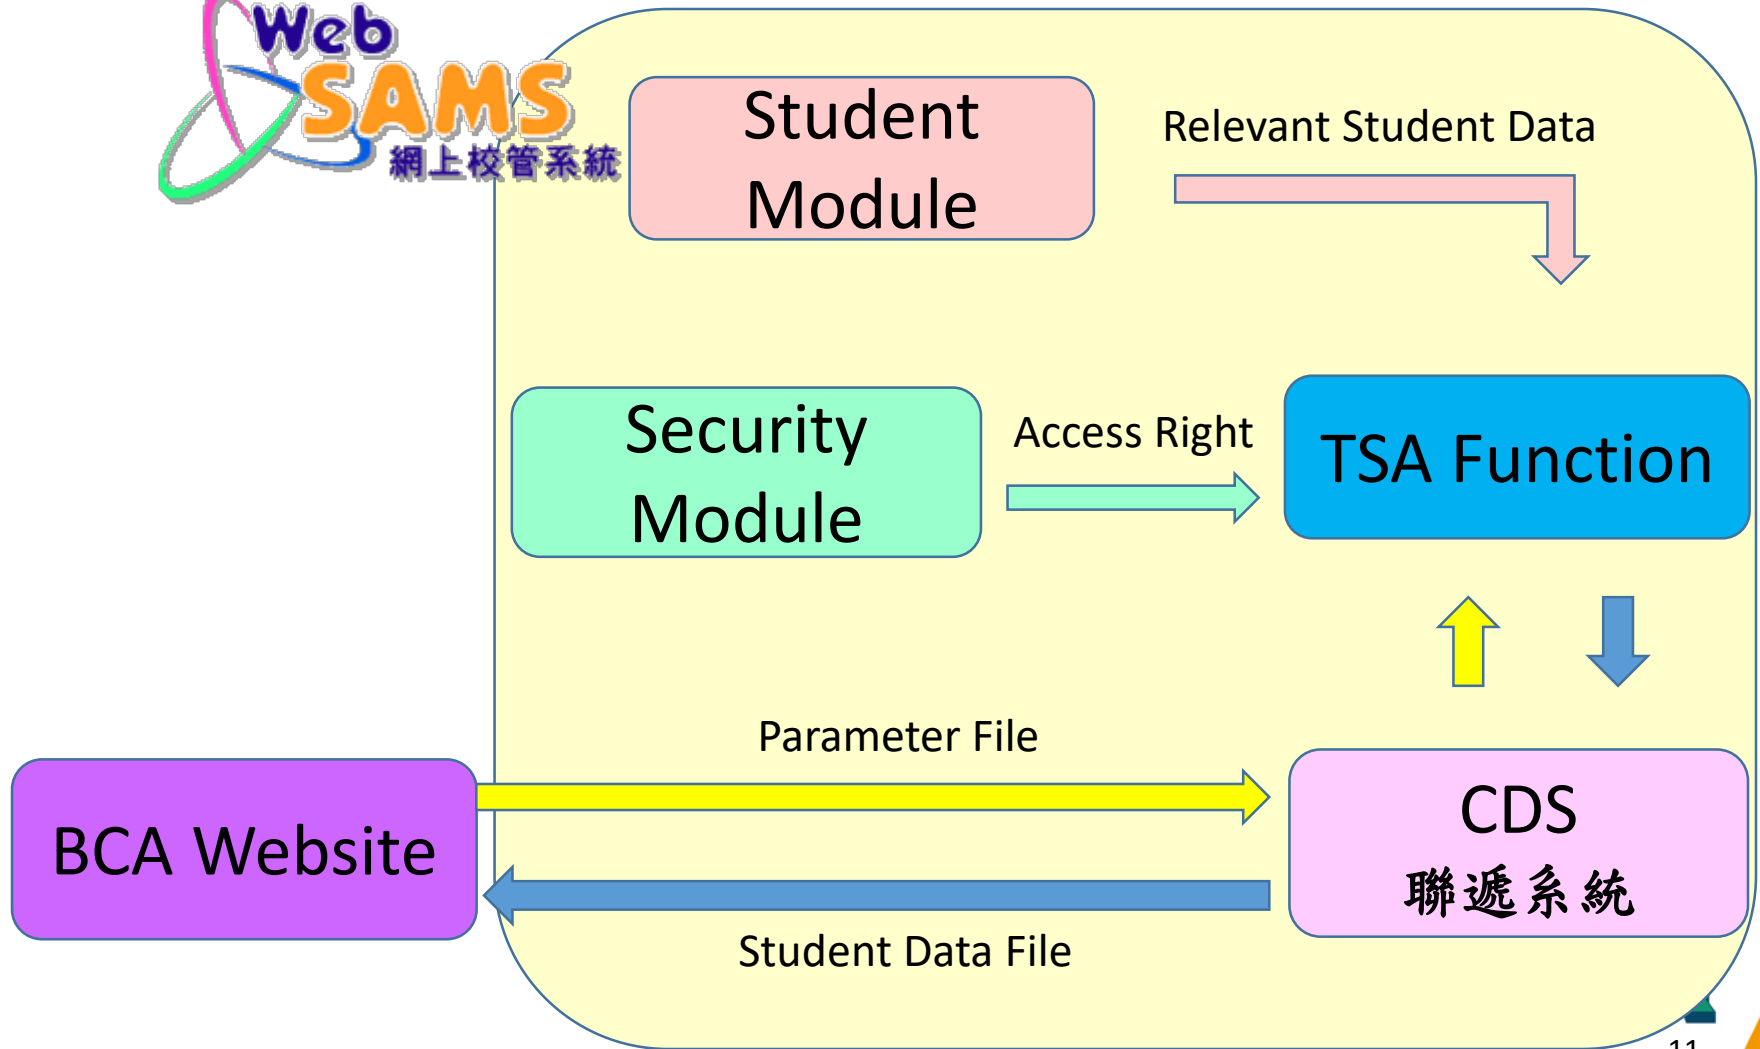 Web
SAMS
網上校管系統
Student
Module
Relevant Student Data
Security
Module
Access Right
TSA Function
Parameter File
BCA Website
CDS
聯遞系統
Student Data File
11